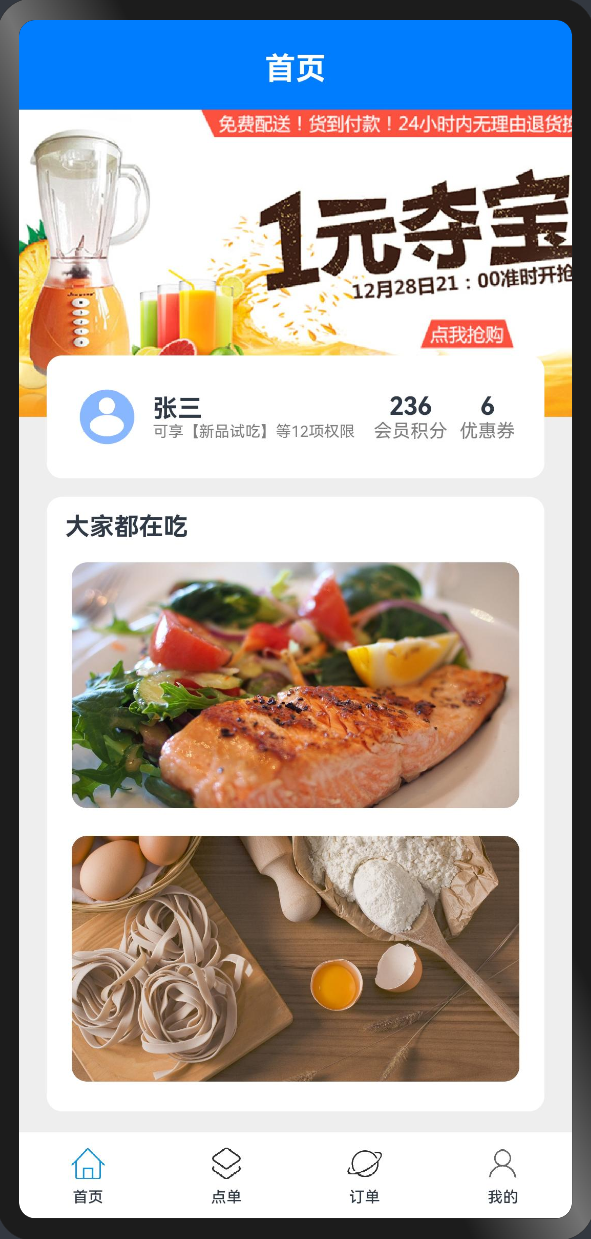 首页
免费配送！货到付款！24小时内无理由退货
1元夺宝
12月28日21：00准时开抢
点我抢购
张三
可享【新品试吃】等12项权限
236
会员积分
6
优惠券
大家都在吃
首页
点单
订单
我的